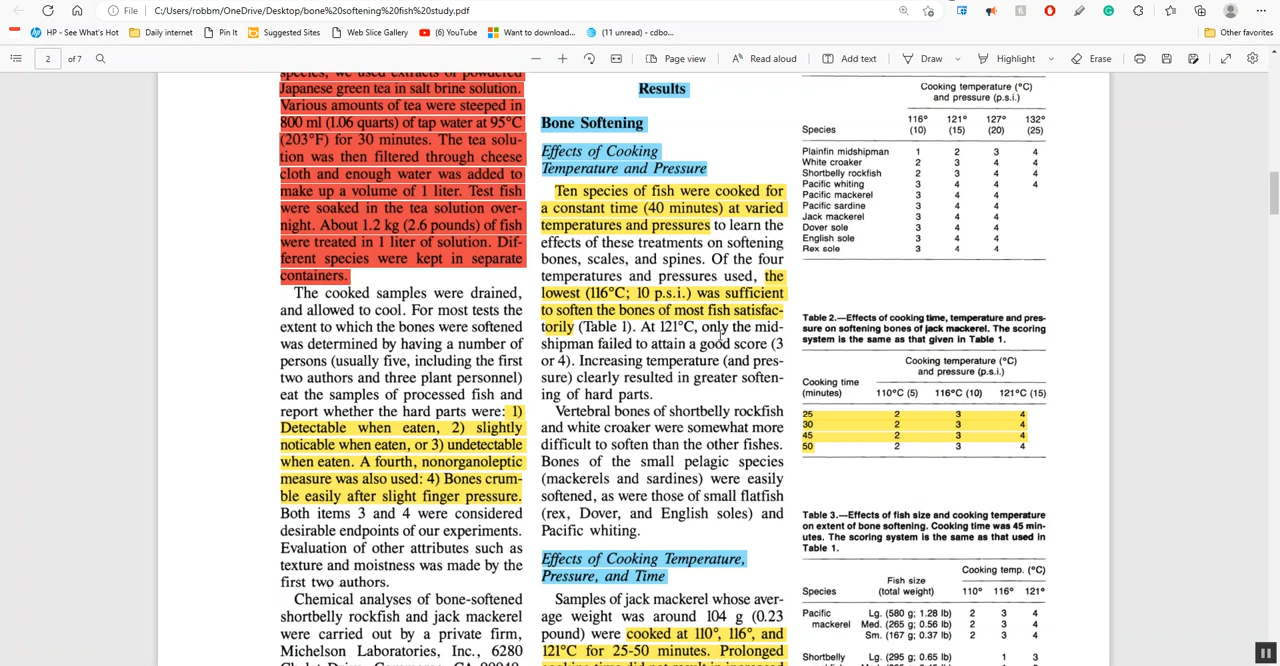 File
C:/Users/robbm/OneDrive/Desktop/bone%20softening%20fish%20study.pdf
HP - See What's Hot
Daily internet
Pin It
Suggested Sites
Web Slice Gallery
(6) YouTube
Want to download...
(11 unread) - cdbo...
Other favorites
2
of 7
Page view
Read aloud
Add text
Draw
Highlight
Erase
species, we used extracts of powdered
Japanese green tea in salt brine solution.
Various amounts of tea were steeped in
800 ml (1.06 quarts) of tap water at 95°C
(203°F) for 30 minutes. The tea solu-
tion was then filtered through cheese
cloth and enough water was added to
make up a volume of 1 liter. Test fish
were soaked in the tea solution over-
night. About 1.2 kg (2.6 pounds) of fish
were treated in 1 liter of solution. Dif-
ferent species were kept in separate
containers.
The cooked samples were drained,
and allowed to cool. For most tests the
extent to which the bones were softened
was determined by having a number of
persons (usually five, including the first
two authors and three plant personnel)
eat the samples of processed fish and
report whether the hard parts were: 1)
Detectable when eaten, 2) slightly
noticable when eaten, or 3) undetectable
when eaten. A fourth, nonorganoleptic
measure was also used: 4) Bones crum-
ble easily after slight finger pressure.
Both items 3 and 4 were considered
desirable endpoints of our experiments.
Evaluation of other attributes such as
texture and moistness was made by the
first two authors.
Chemical analyses of bone-softened
shortbelly rockfish and jack mackerel
were carried out by a private firm,
Michelson Laboratories, Inc., 6280
Results
Bone Softening
Effects of Cooking
Temperature and Pressure
Ten species of fish were cooked for
a constant time (40 minutes) at varied
temperatures and pressures to learn the
effects of these treatments on softening
bones, scales, and spines. Of the four
temperatures and pressures used, the
lowest (116°C; 10 p.s.i.) was sufficient
to soften the bones of most fish satisfac-
torily (Table 1). At 121°C, only the mid-
shipman failed to attain a good score (3
or 4). Increasing temperature (and pres-
sure) clearly resulted in greater soften-
ing of hard parts.
Vertebral bones of shortbelly rockfish
and white croaker were somewhat more
difficult to soften than the other fishes.
Bones of the small pelagic species
(mackerels and sardines) were easily
softened, as were those of small flatfish
(rex, Dover, and English soles) and
Pacific whiting.
Effects of Cooking Temperature,
Pressure, and Time
Samples of jack mackerel whose aver-
age weight was around 104 g (0.23
pound) were cooked at 110°, 116°, and
121°C for 25-50 minutes. Prolonged
Cooking temperature (°C)
and pressure (p.s.i.)
116° 121° 127° 132°
Species (10) (15) (20) (25)
Plainfin midshipman 1 2 3 4
White croaker 2 3 4 4
Shortbelly rockfish 2 3 4 4
Pacific whiting 3 4 4 4
Pacific mackerel 3 4 4
Pacific sardine 3 4 4
Jack mackerel 3 4 4
Dover sole 3 4 4
English sole 3 4 4
Rex sole 3 4 4
Table 2.—Effects of cooking time, temperature and pres-
sure on softening bones of jack mackerel. The scoring
system is the same as that given in Table 1.
Cooking temperature (°C)
and pressure (p.s.i.)
Cooking time
(minutes) 110°C (5) 116°C (10) 121°C (15)
25 2 3 4
30 2 3 4
45 2 3 4
50 2 3 4
Table 3.—Effects of fish size and cooking temperature
on extent of bone softening. Cooking time was 45 min-
utes. The scoring system is the same as that used in
Table 1.
Cooking temp. (°C)
Fish size
Species (total weight) 110° 116° 121°
Pacific Lg. (580 g; 1.28 lb) 2 3 4
mackerel Med. (265 g; 0.56 lb) 2 3 4
Sm. (167 g; 0.37 lb) 2 3 4
Shortbelly Lg. (295 g; 0.65 lb) 1 3